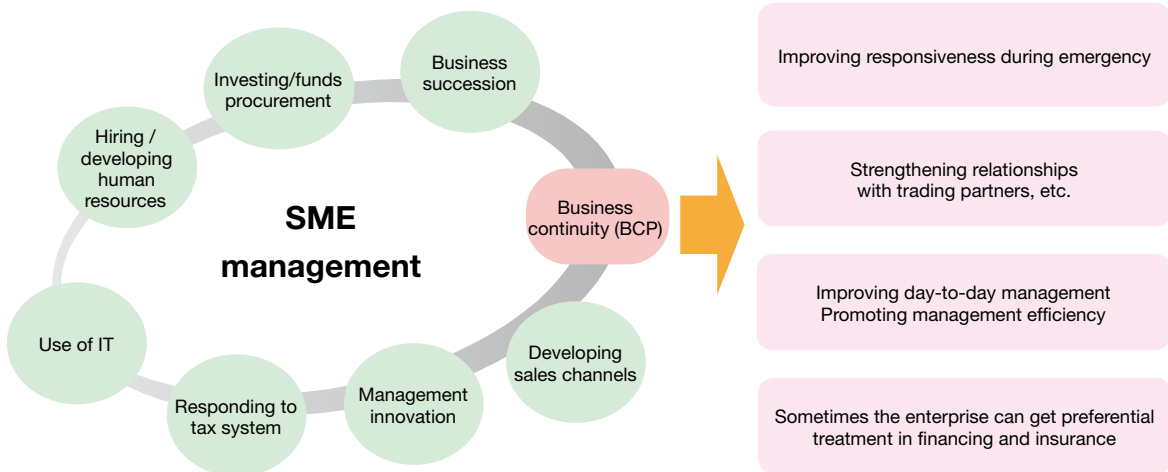 Investing/funds
procurement
Business
succession
Hiring /
developing
human
resources
SME
management
Business
continuity (BCP)
Use of IT
Responding to
tax system
Management
innovation
Developing
sales channels
Improving responsiveness during emergency
Strengthening relationships
with trading partners, etc.
Improving day-to-day management
Promoting management efficiency
Sometimes the enterprise can get preferential
treatment in financing and insurance